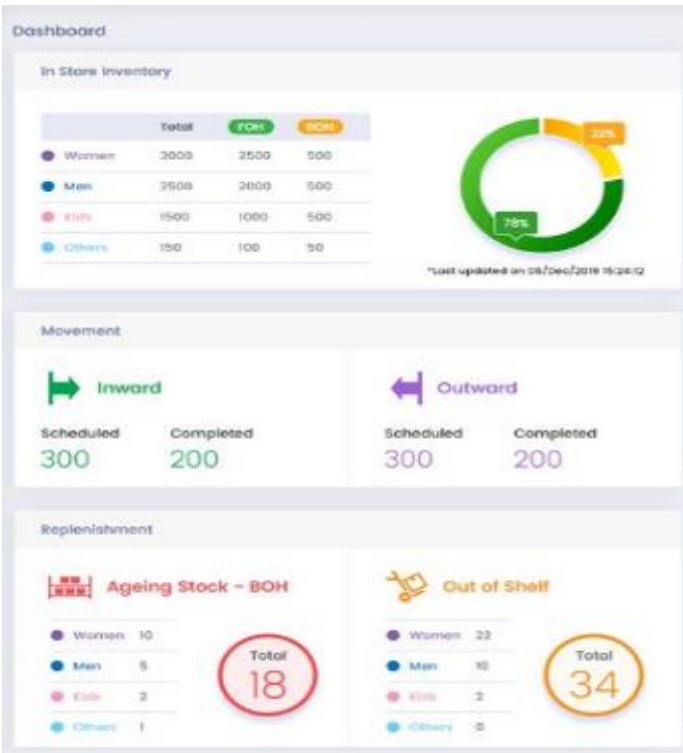 Dashboard
In Store Inventory
Total FOH BOH
Women 3000 2500 500
Men 2500 2000 500
Kids 1500 1000 500
Others 150 100 50
22%
78%
*Last updated on 06/Dec/2019 15:24:12
Movement
Inward
Scheduled Completed
300 200
Outward
Scheduled Completed
300 200
Replenishment
Ageing Stock - BOH
Women 10
Men 5
Kids 2
Others 1
Total
18
Out of Shelf
Women 22
Men 10
Kids 2
Others 0
Total
34